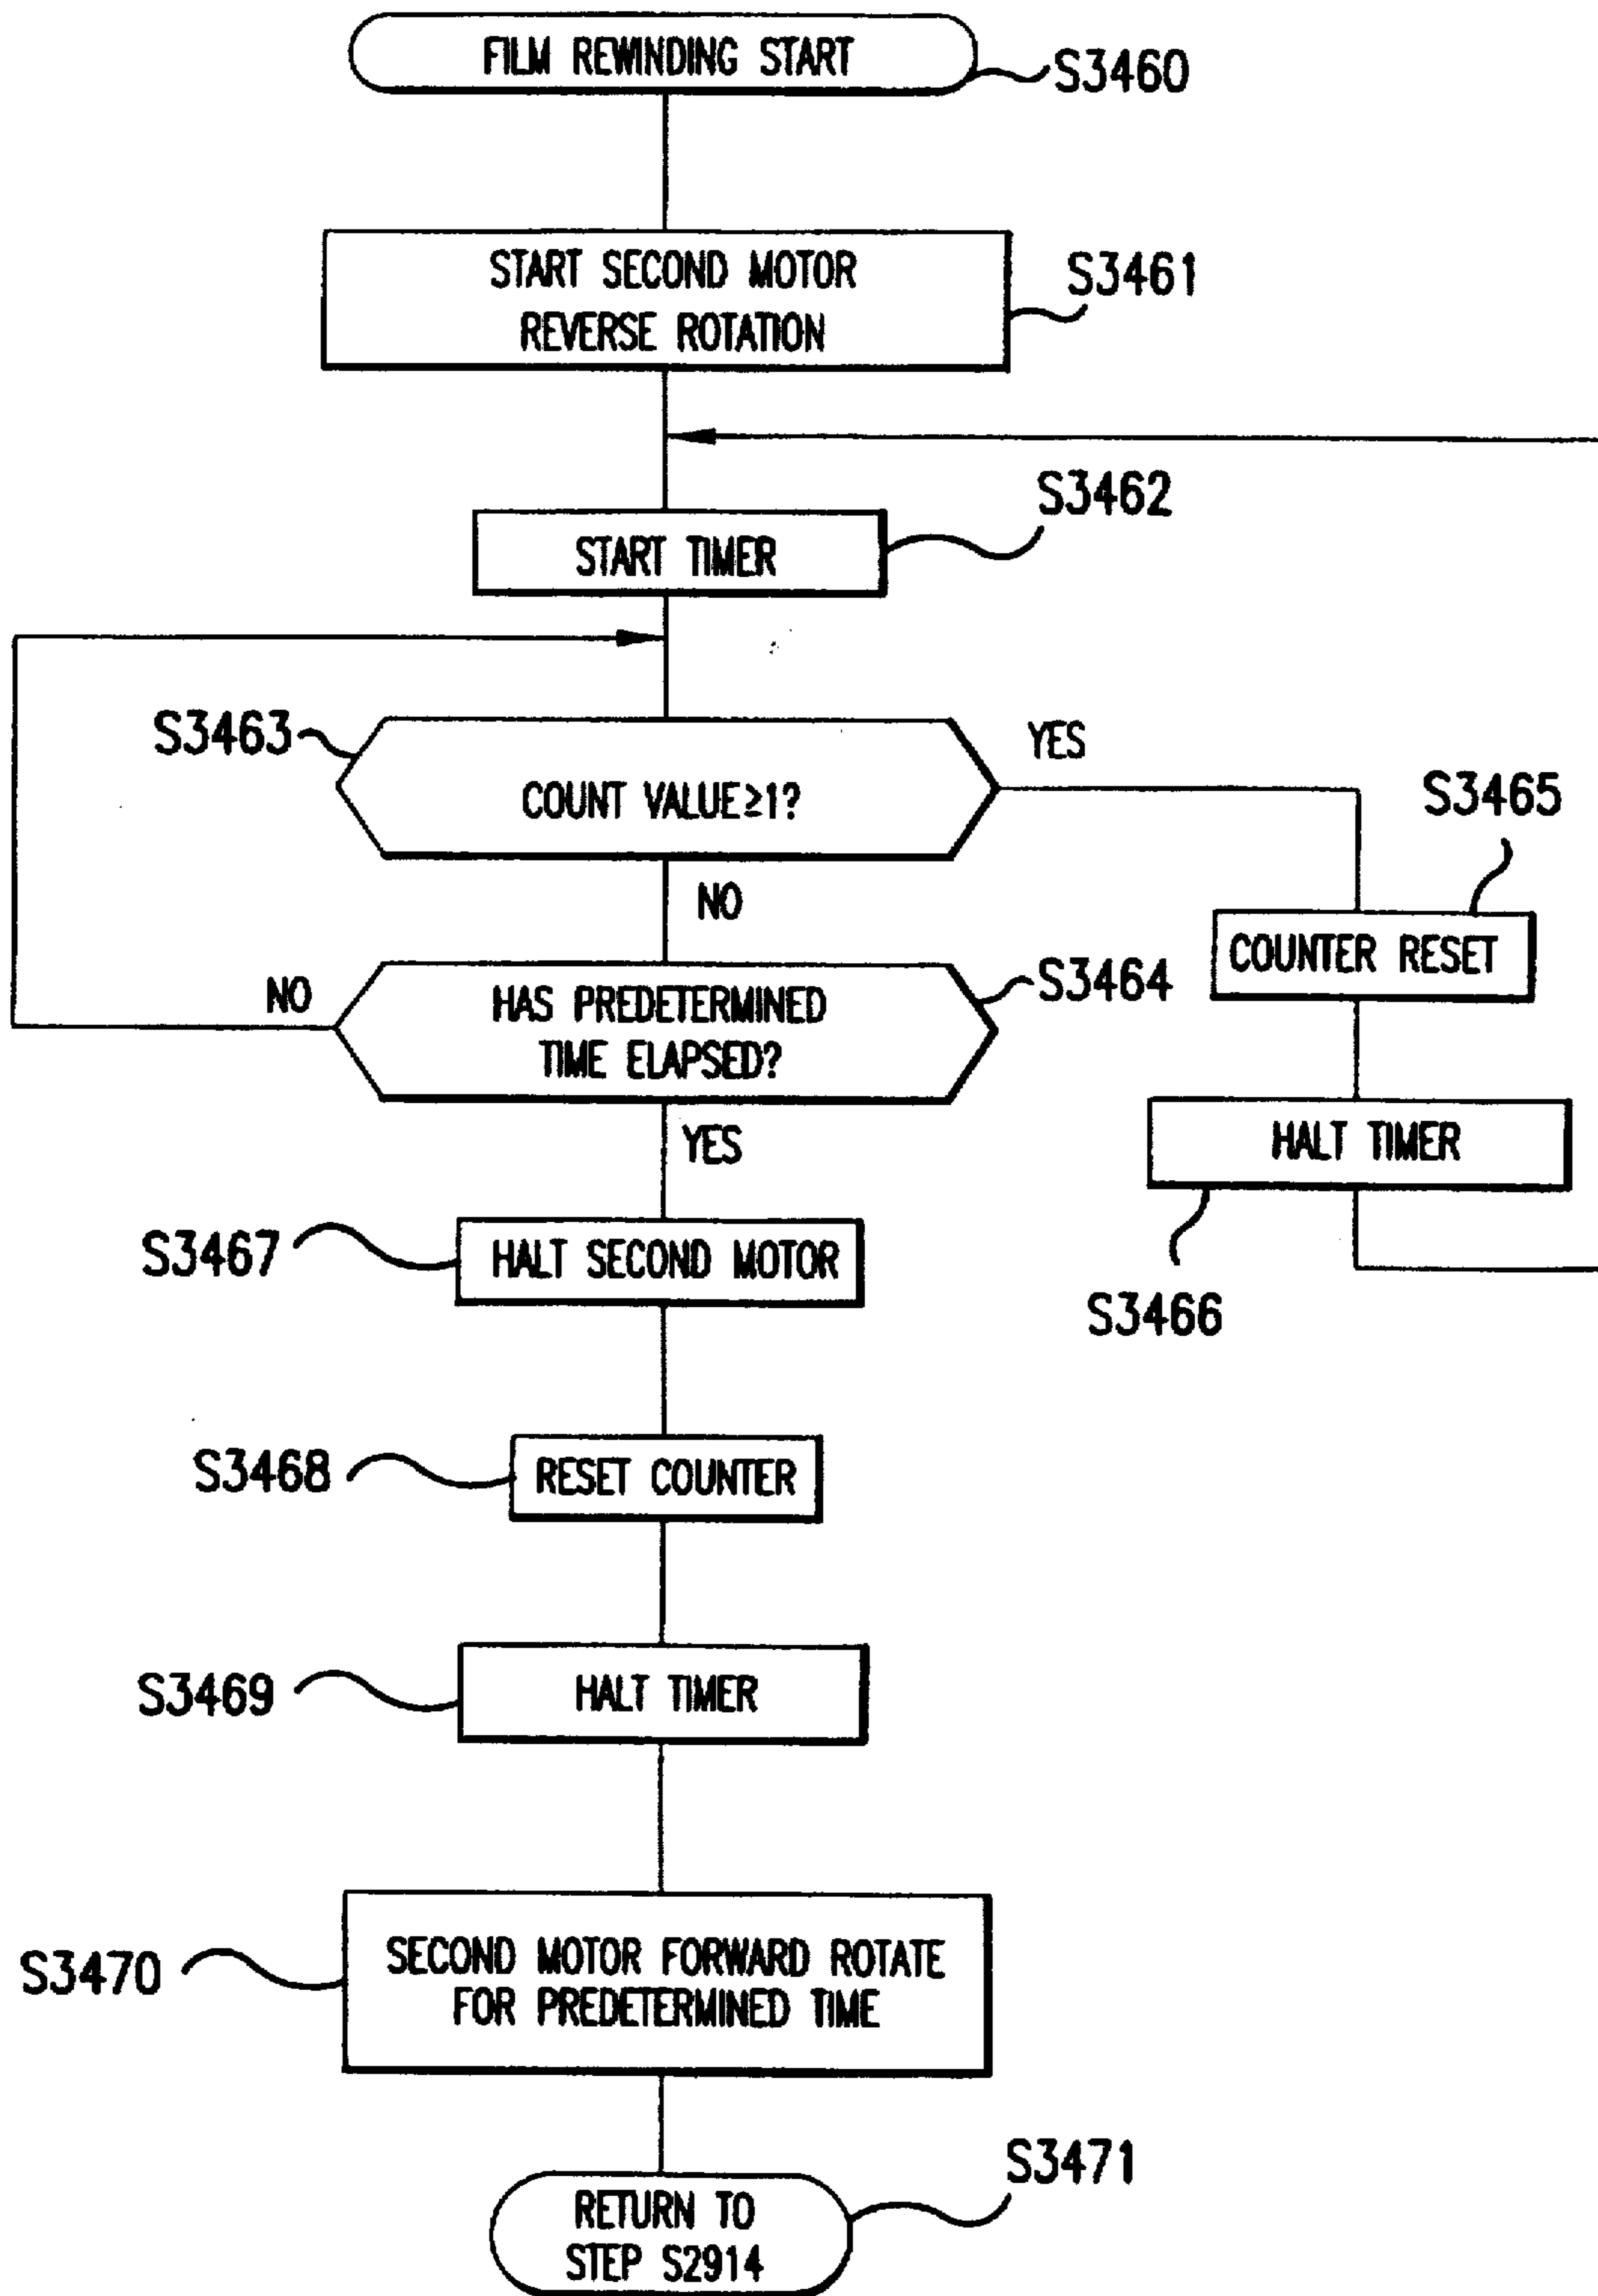 FILM REWINDING START
S3460
START SECOND MOTOR
REVERSE ROTATION
S3461
S3462
START TIMER
S3463
COUNT VALUE≥1?
YES
NO
S3465
COUNTER RESET
S3464
HAS PREDETERMINED
TIME ELAPSED?
NO
YES
HALT TIMER
S3466
S3467
HALT SECOND MOTOR
S3468
RESET COUNTER
S3469
HALT TIMER
S3470
SECOND MOTOR FORWARD ROTATE
FOR PREDETERMINED TIME
S3471
RETURN TO
STEP S2914